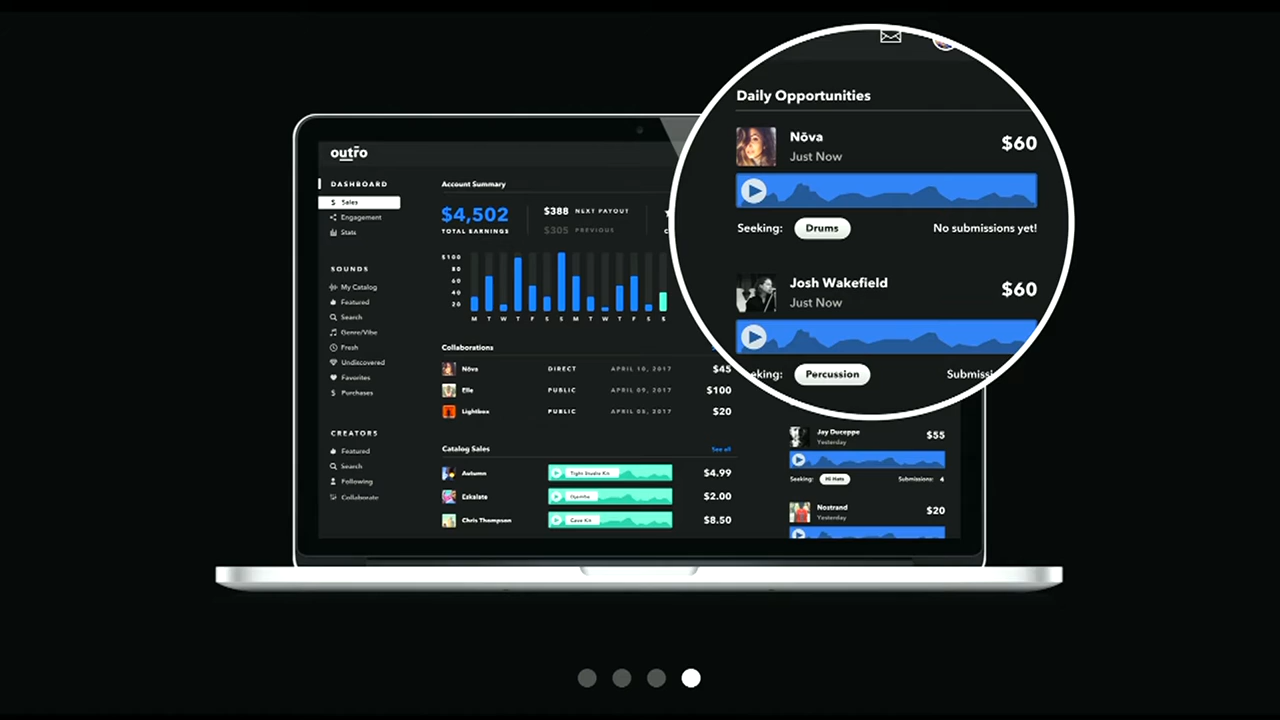 outro
DASHBOARD
Sales
Engagement
Stats
SOUNDS
My Catalog
Featured
Search
Genre/Vibe
Fresh
Undiscovered
Favorites
Purchases
CREATORS
Featured
Search
Following
Collaborate
Account Summary
$4,502
TOTAL EARNINGS
$388 NEXT PAYOUT
$305 PREVIOUS
$100
80
60
40
20
M T W T F S S M T W T F S S
Collaborations
Nōva DIRECT APRIL 10, 2017 $45
Elle PUBLIC APRIL 09, 2017 $100
Lightbox PUBLIC APRIL 05, 2017 $20
Catalog Sales See all
Autumn Tight Studio Kit $4.99
Eskalate $2.00
Chris Thompson Cave Kit $8.50
Daily Opportunities
Nōva $60
Just Now
Seeking: Drums No submissions yet!
Josh Wakefield $60
Just Now
Percussion
Jay Duceppe $55
Yesterday
Seeking: Hi Hats Submissions: 4
Nostrand $20
Yesterday